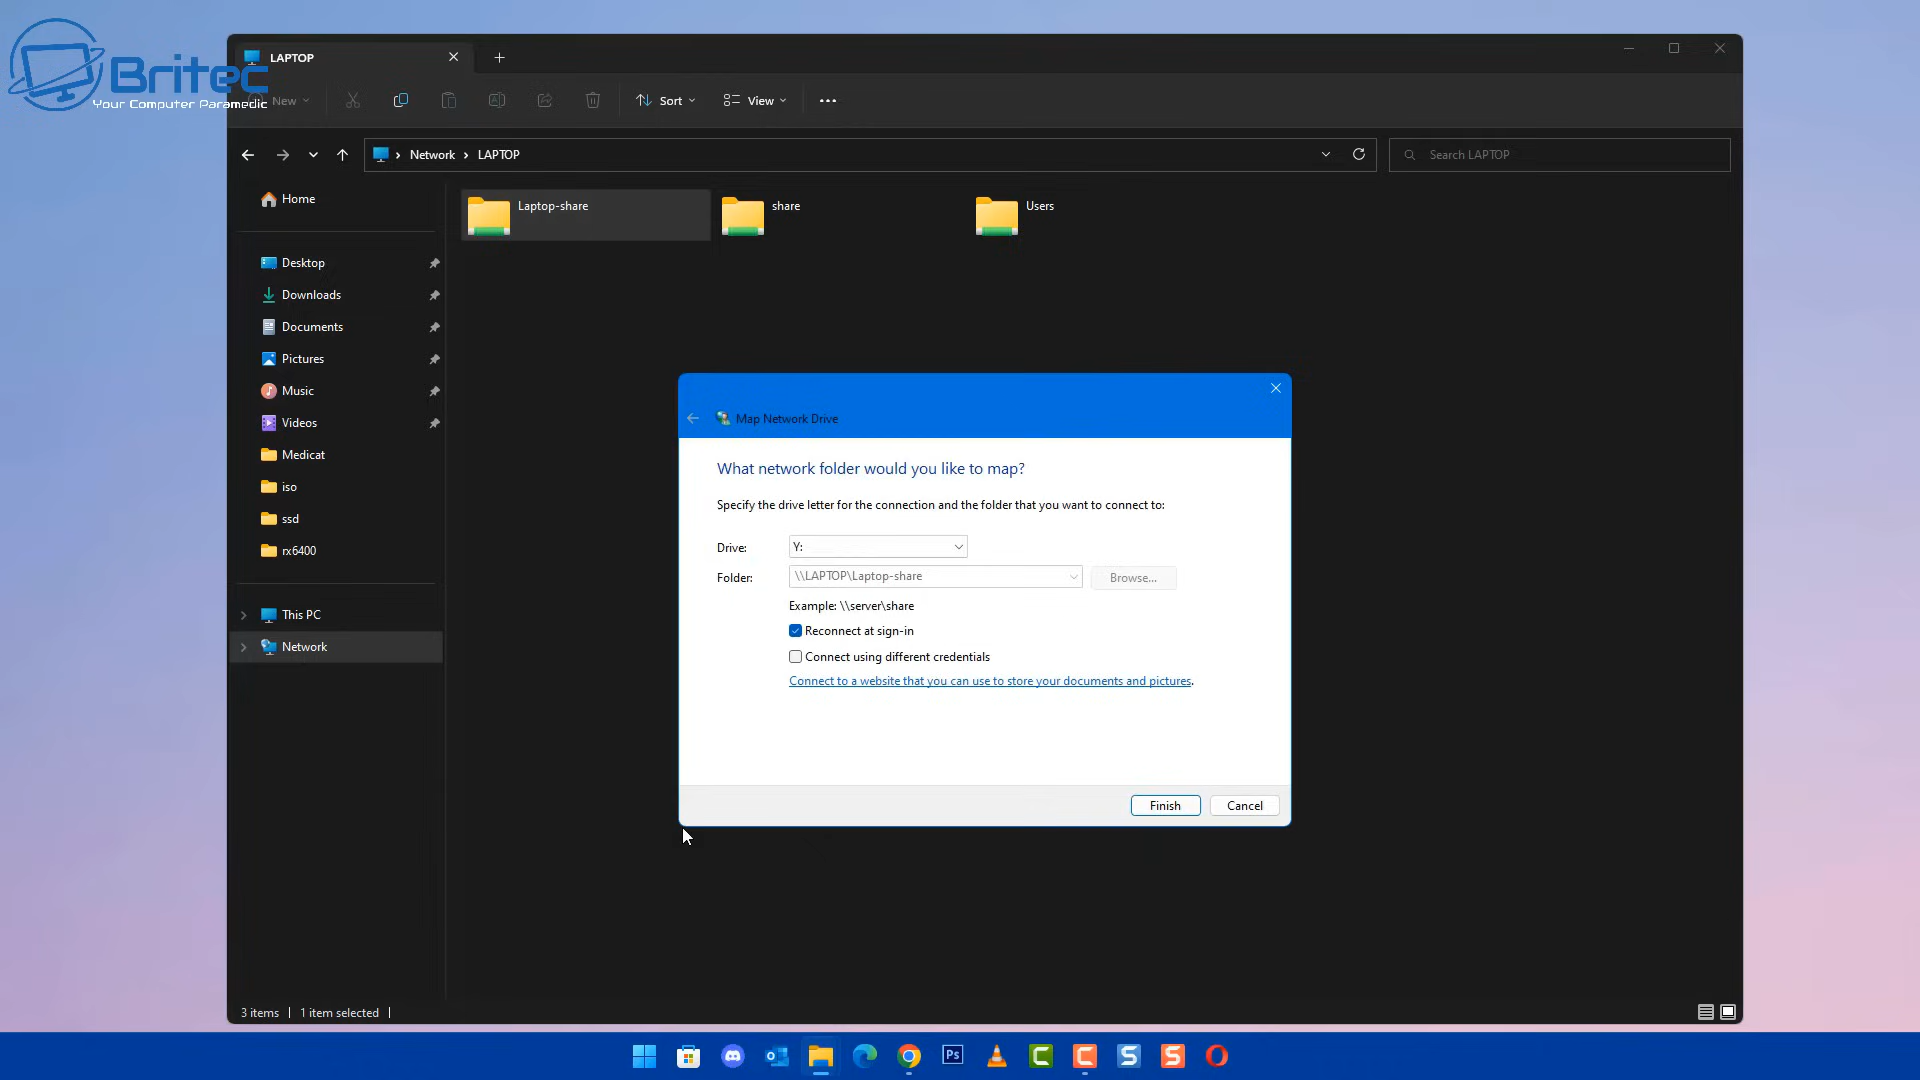 Britec
Your Computer Paramedic
LAPTOP
New
Sort
View
Network
LAPTOP
Search LAPTOP
Home
Desktop
Downloads
Documents
Pictures
Music
Videos
Medicat
iso
ssd
rx6400
This PC
Network
Laptop-share
share
Users
Map Network Drive
What network folder would you like to map?
Specify the drive letter for the connection and the folder that you want to connect to:
Drive:
Y:
Folder:
\\LAPTOP\Laptop-share
Browse...
Example: \\server\share
Reconnect at sign-in
Connect using different credentials
Connect to a website that you can use to store your documents and pictures.
Finish
Cancel
3 items
1 item selected
Ps
C
C
S
S